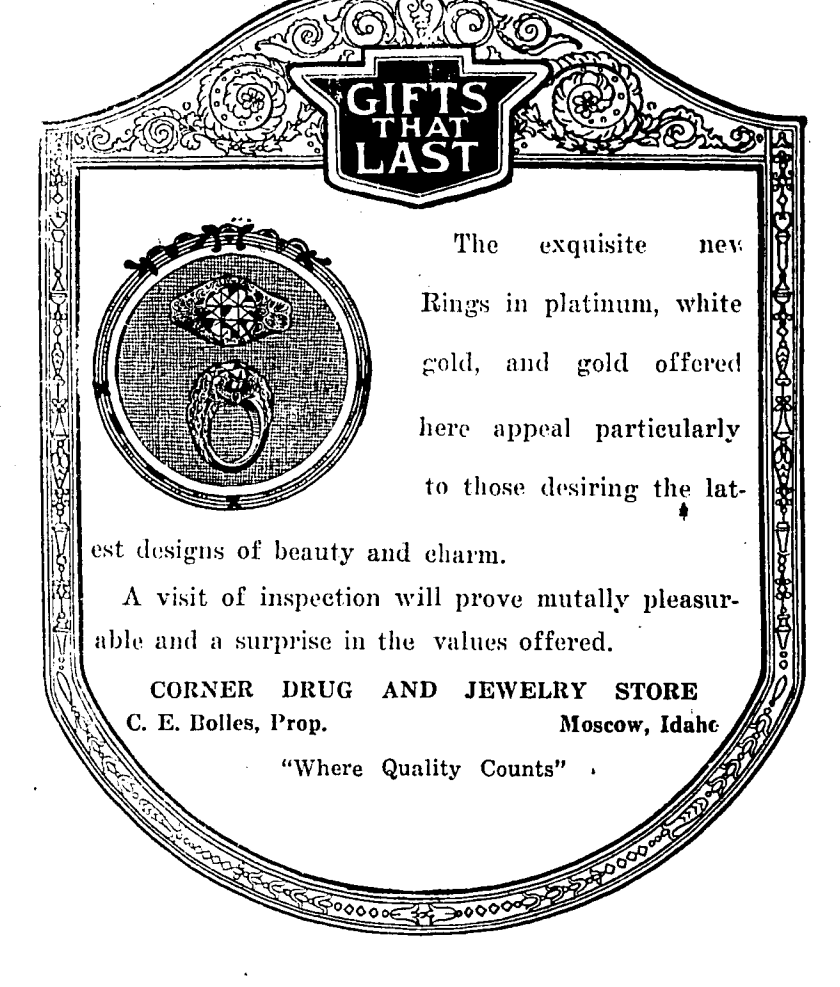 GIFTS
THAT
LAST
The exquisite new
Rings in platinum, white
gold, and gold offered
here appeal particularly
to those desiring the lat-
est designs of beauty and charm.
A visit of inspection will prove mutally pleasur-
able and a surprise in the values offered.
CORNER DRUG AND JEWELRY STORE
C. E. Bolles, Prop. Moscow, Idaho
"Where Quality Counts"